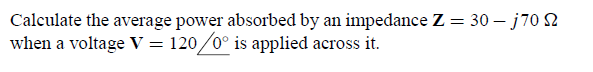 Calculate the average power absorbed by an impedance Z = 30 − j70 Ω
when a voltage V = 120∠0° is applied across it.